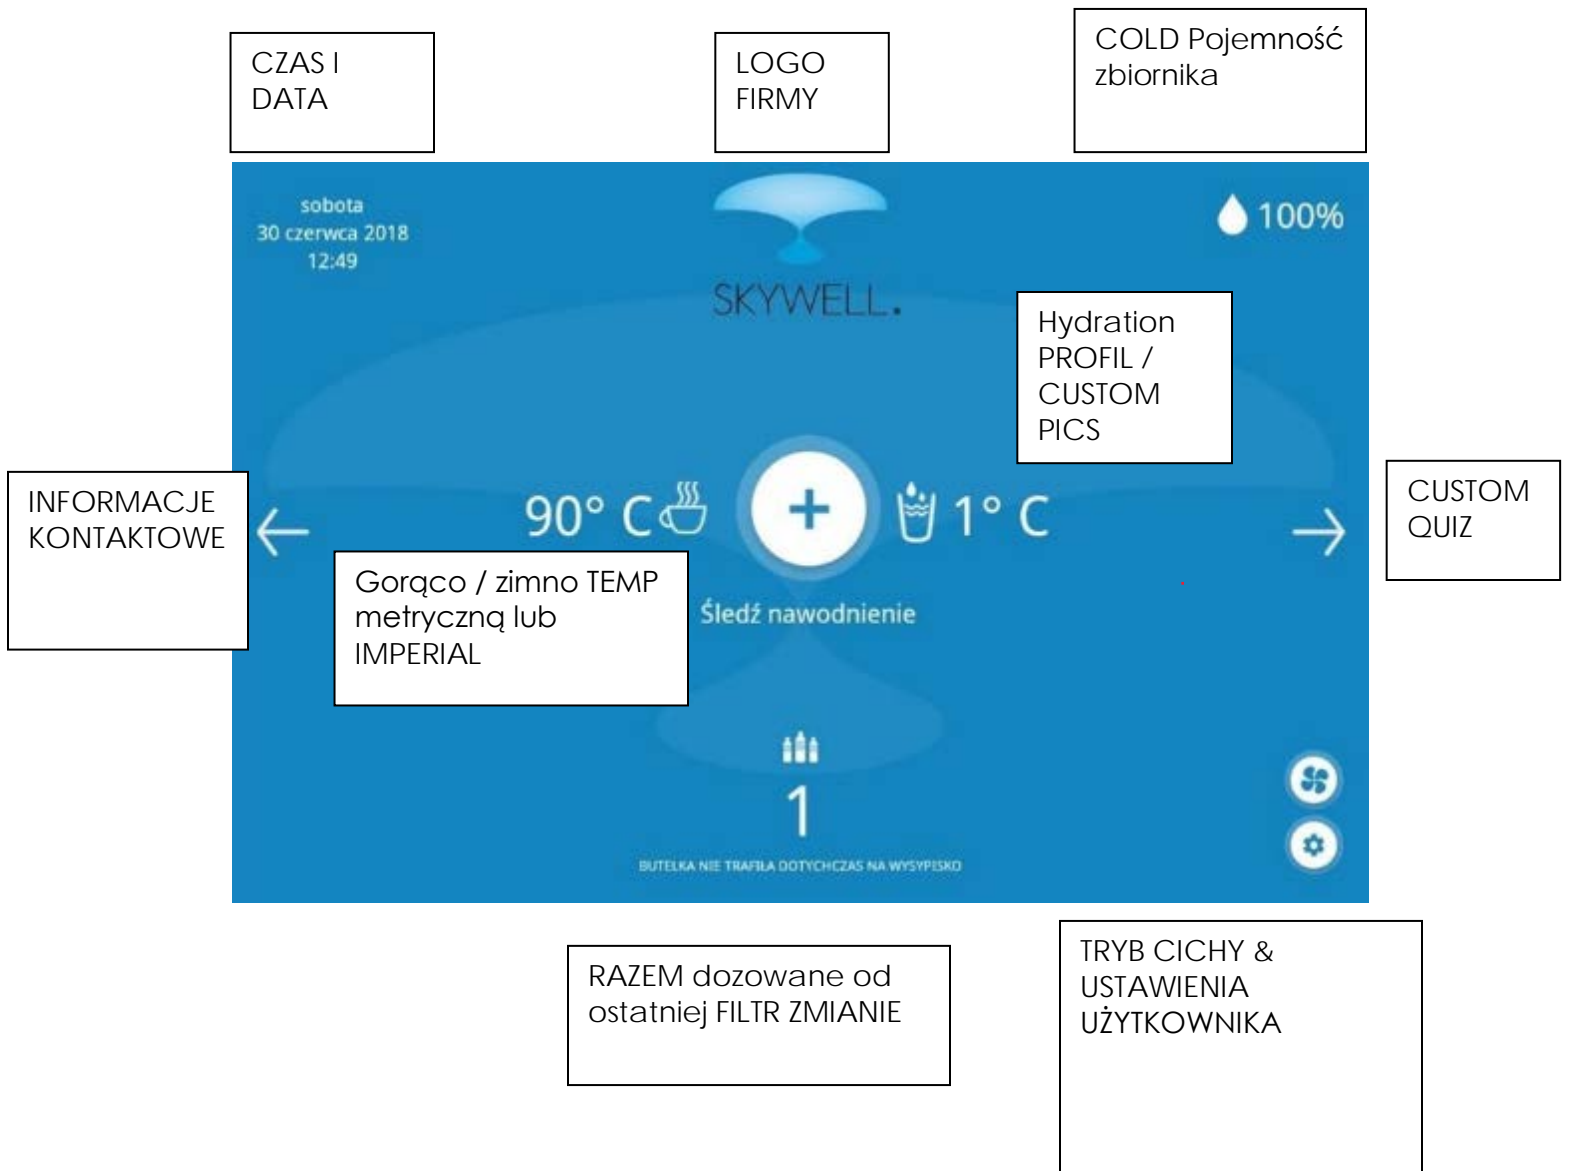 CZAS I
DATA
LOGO
FIRMY
COLD Pojemność
zbiornika
sobota
30 czerwca 2018
12:49
SKYWELL.
100%
Hydration
PROFIL /
CUSTOM
PICS
INFORMACJE
KONTAKTOWE
90° C
+
1° C
CUSTOM
QUIZ
Gorąco / zimno TEMP
metryczną lub
IMPERIAL
Śledź nawodnienie
1
BUTELKA NIE TRAFIŁA DOTYCHCZAS NA WYSYPISKO
RAZEM dozowane od
ostatniej FILTR ZMIANIE
TRYB CICHY &
USTAWIENIA
UŻYTKOWNIKA